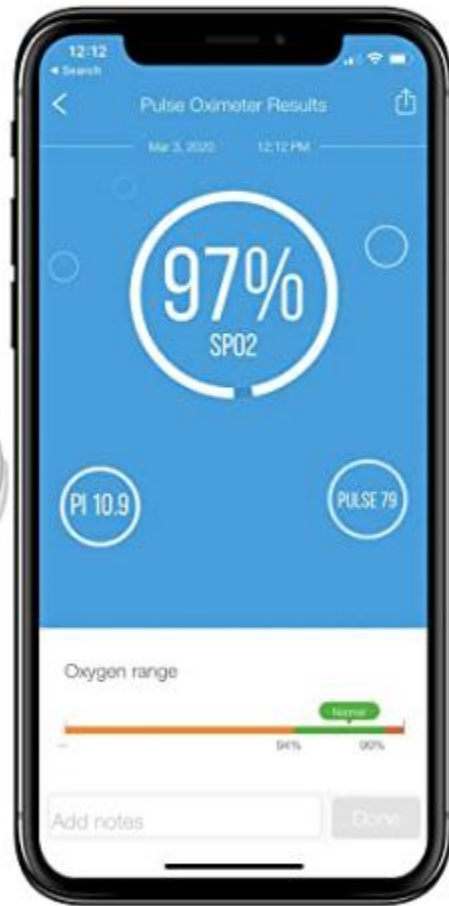 12:12
◀ Search
Pulse Oximeter Results
Mar 3, 2020 12:12 PM
97%
SPO2
PI 10.9
PULSE 79
Oxygen range
Normal
--
94% 99%
Add notes
Done